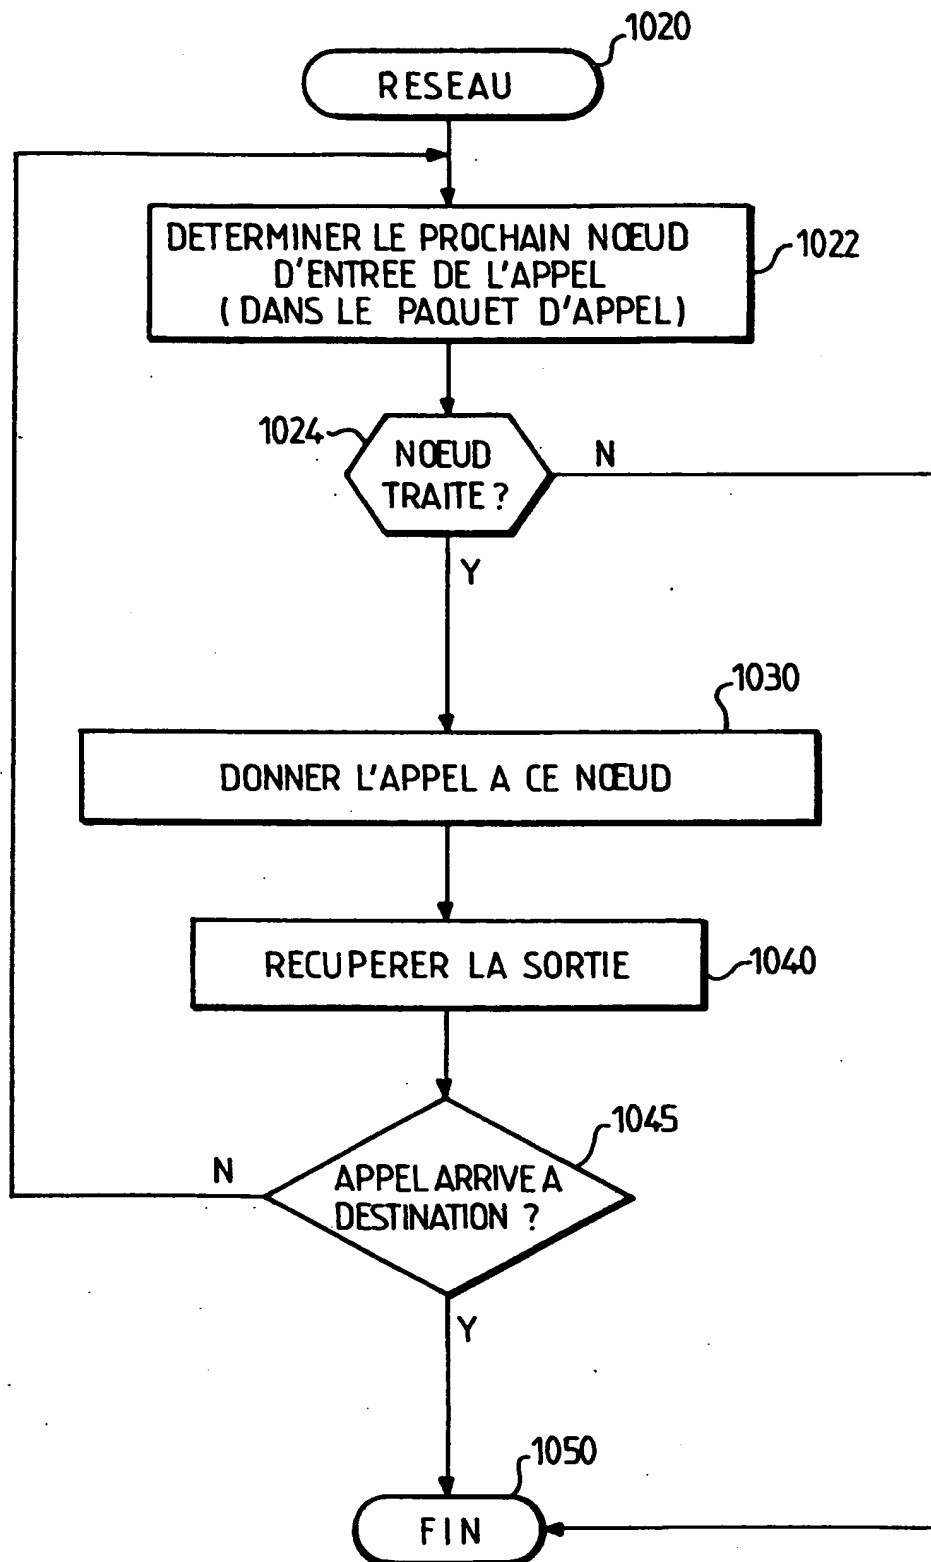 1020
RESEAU
DETERMINER LE PROCHAIN NŒUD
D'ENTREE DE L'APPEL
(DANS LE PAQUET D'APPEL)
1022
1024
NŒUD
TRAITE ?
N
Y
1030
DONNER L'APPEL A CE NŒUD
RECUPERER LA SORTIE
1040
1045
N
APPEL ARRIVE A
DESTINATION ?
Y
1050
FIN